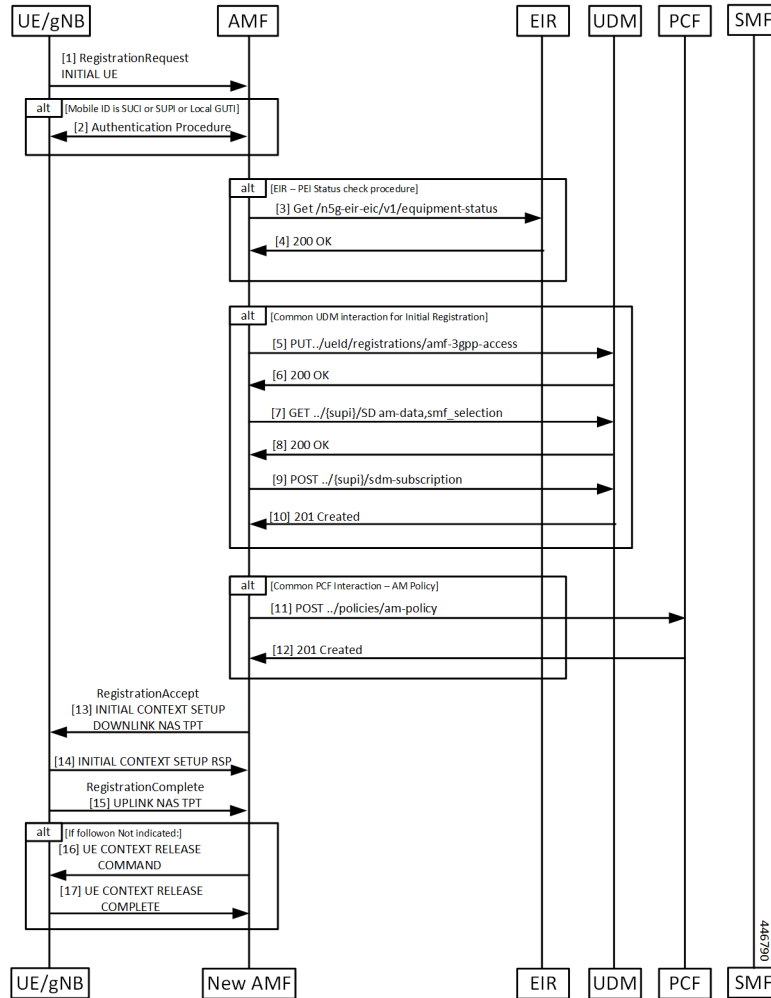 UE/gNB
AMF
EIR
UDM
PCF
SMF
[1] RegistrationRequest
INITIAL UE
alt
[Mobile ID is SUCI or SUPI or Local GUTI]
[2] Authentication Procedure
alt
[EIR – PEI Status check procedure]
[3] Get /n5g-eir-eic/v1/equipment-status
[4] 200 OK
alt
[Common UDM interaction for Initial Registration]
[5] PUT../ueId/registrations/amf-3gpp-access
[6] 200 OK
[7] GET ../{supi}/SD am-data,smf_selection
[8] 200 OK
[9] POST ../{supi}/sdm-subscription
[10] 201 Created
alt
[Common PCF Interaction – AM Policy]
[11] POST ../policies/am-policy
[12] 201 Created
RegistrationAccept
[13] INITIAL CONTEXT SETUP
DOWNLINK NAS TPT
[14] INITIAL CONTEXT SETUP RSP
RegistrationComplete
[15] UPLINK NAS TPT
alt
[If followon Not indicated:]
[16] UE CONTEXT RELEASE
COMMAND
[17] UE CONTEXT RELEASE
COMPLETE
446790
UE/gNB
New AMF
EIR
UDM
PCF
SMF